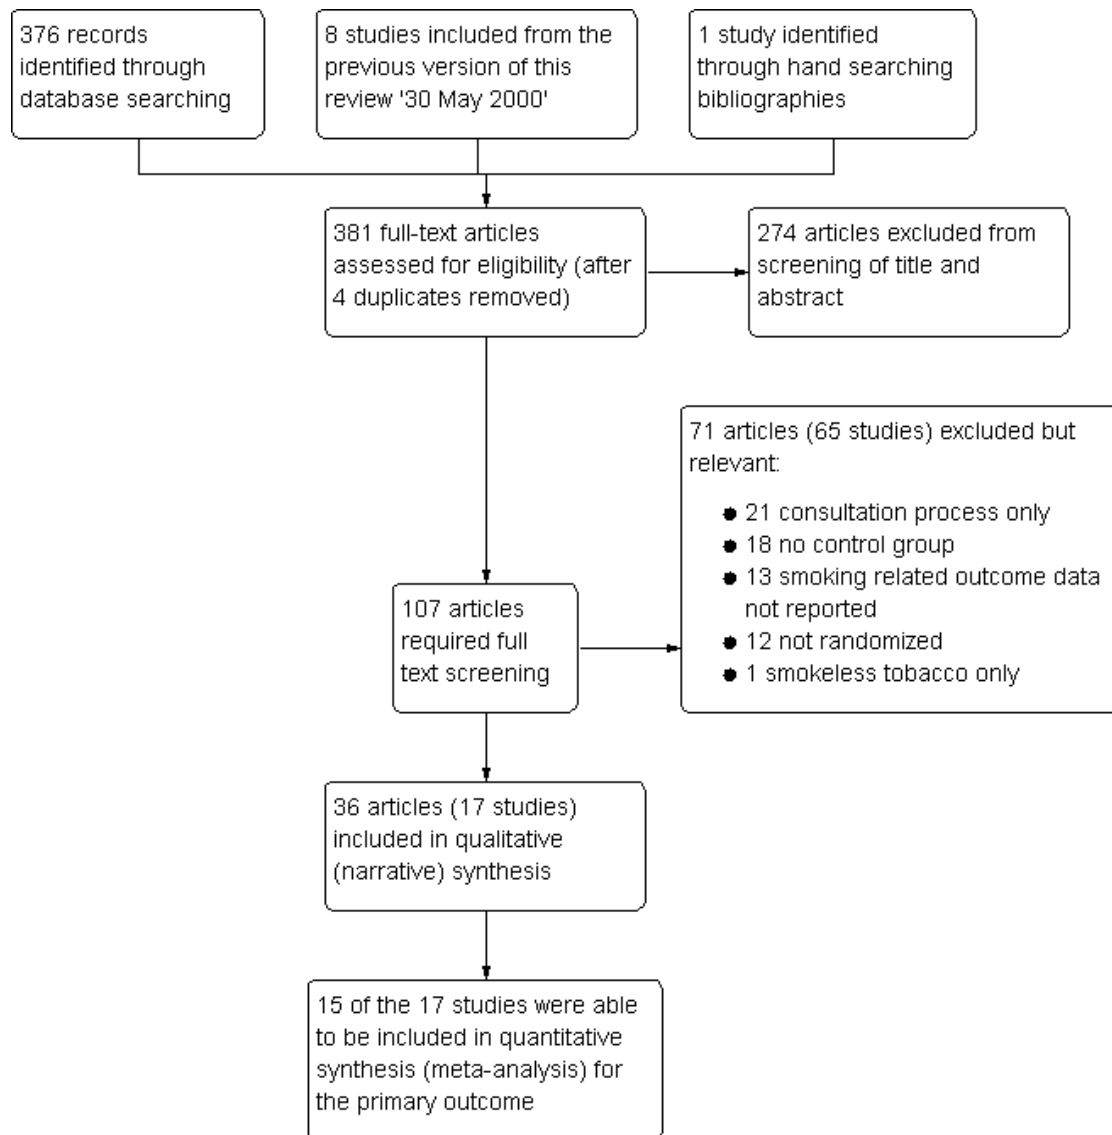 376 records
identified through
database searching
8 studies included from the
previous version of this
review '30 May 2000'
1 study identified
through hand searching
bibliographies
381 full-text articles
assessed for eligibility (after
4 duplicates removed)
274 articles excluded from
screening of title and
abstract
71 articles (65 studies) excluded but
relevant:
● 21 consultation process only
● 18 no control group
● 13 smoking related outcome data
not reported
● 12 not randomized
● 1 smokeless tobacco only
107 articles
required full
text screening
36 articles (17 studies)
included in qualitative
(narrative) synthesis
15 of the 17 studies were able
to be included in quantitative
synthesis (meta-analysis) for
the primary outcome